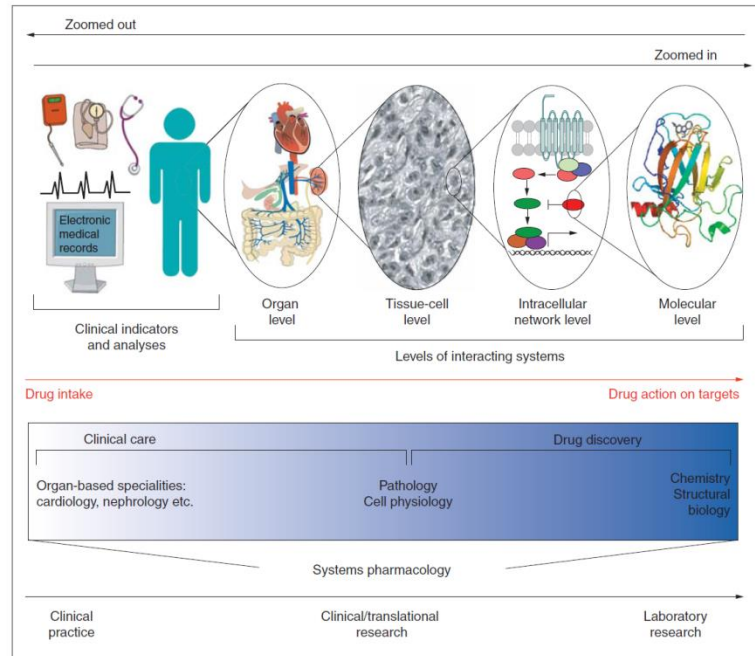 Zoomed out
Zoomed in
Electronic
medical
records
Clinical indicators
and analyses
Organ
level
Tissue-cell
level
Intracellular
network level
Molecular
level
Levels of interacting systems
Drug intake
Drug action on targets
Clinical care
Drug discovery
Organ-based specialities:
cardiology, nephrology etc.
Pathology
Cell physiology
Chemistry
Structural
biology
Systems pharmacology
Clinical
practice
Clinical/translational
research
Laboratory
research